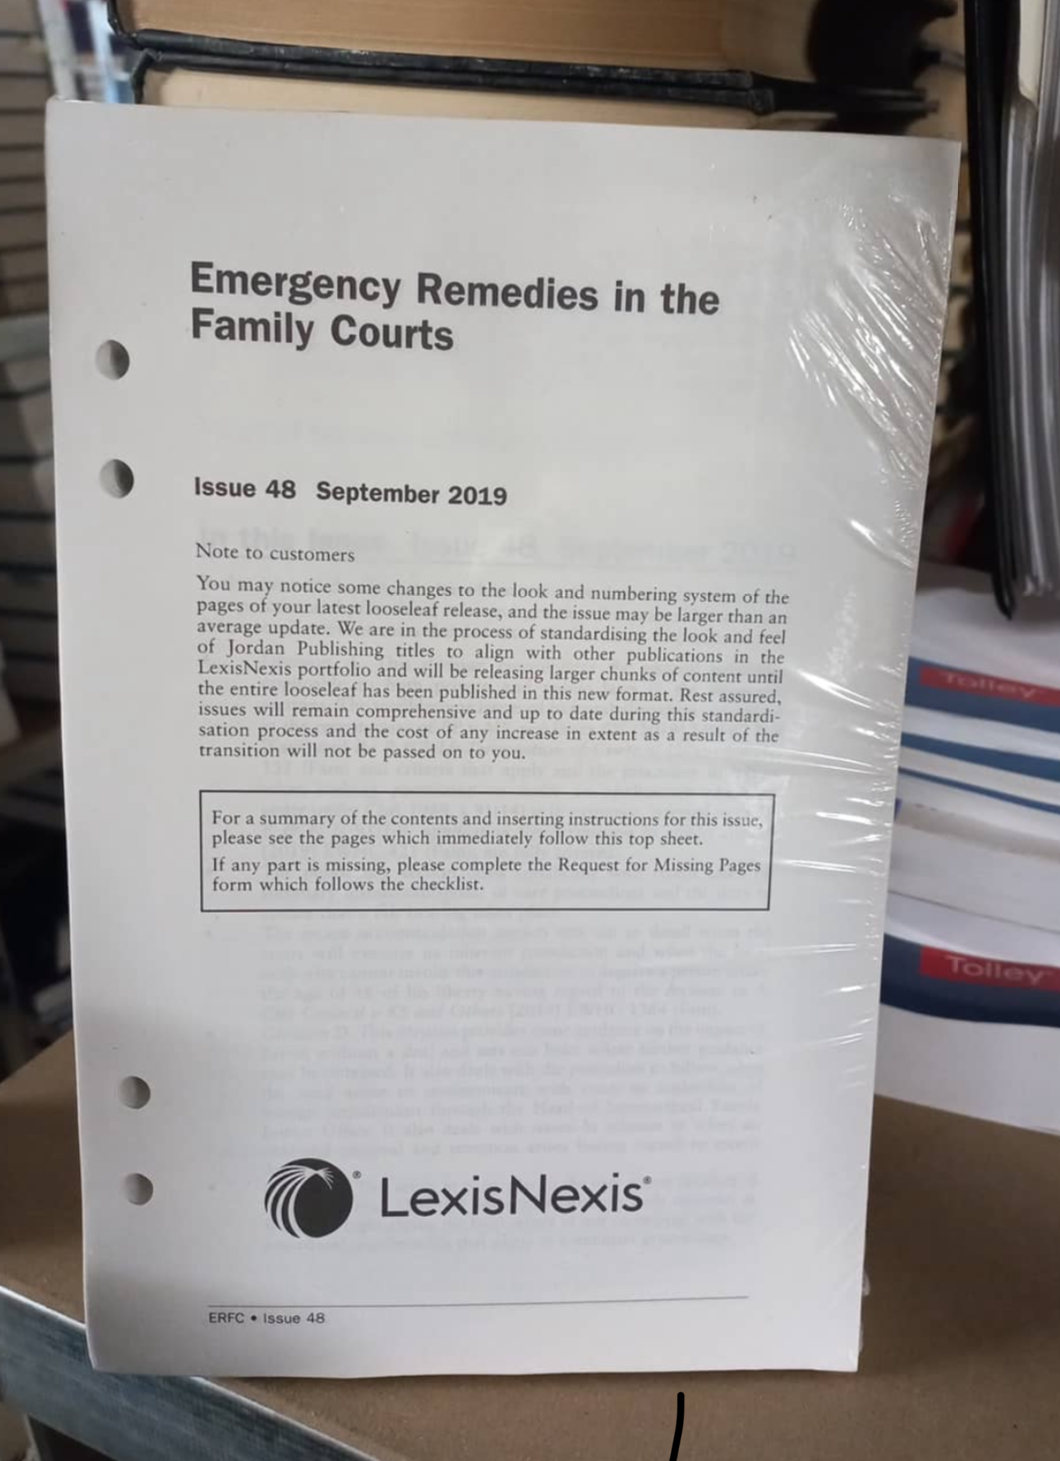 Emergency Remedies in the
Family Courts
Issue 48 September 2019
Note to customers
You may notice some changes to the look and numbering system of the
pages of your latest looseleaf release, and the issue may be larger than an
average update. We are in the process of standardising the look and feel
of Jordan Publishing titles to align with other publications in the
LexisNexis portfolio and will be releasing larger chunks of content until
the entire looseleaf has been published in this new format. Rest assured,
issues will remain comprehensive and up to date during this standardi-
sation process and the cost of any increase in extent as a result of the
transition will not be passed on to you.
For a summary of the contents and inserting instructions for this issue,
please see the pages which immediately follow this top sheet.
If any part is missing, please complete the Request for Missing Pages
form which follows the checklist.
LexisNexis®
ERFC • Issue 48
Tolley
Tolley